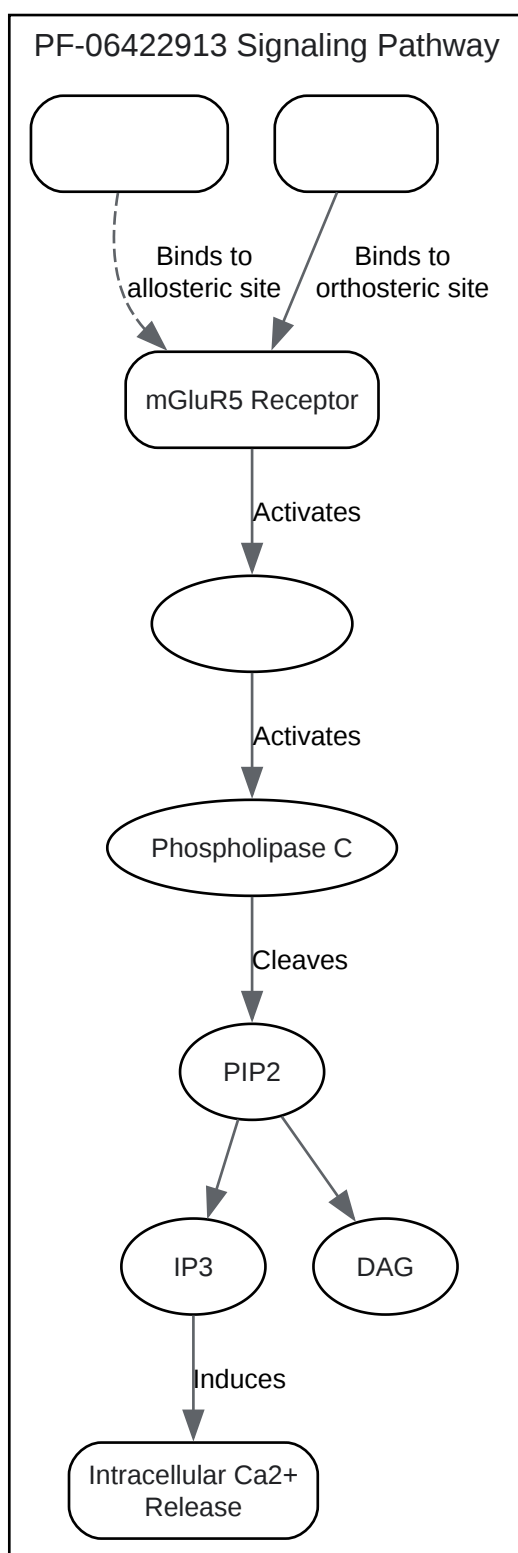 PF-06422913 Signaling Pathway
Binds to
allosteric site
Binds to
orthosteric site
mGluR5 Receptor
Activates
Activates
Phospholipase C
Cleaves
PIP2
IP3
DAG
Induces
Intracellular Ca2+
Release